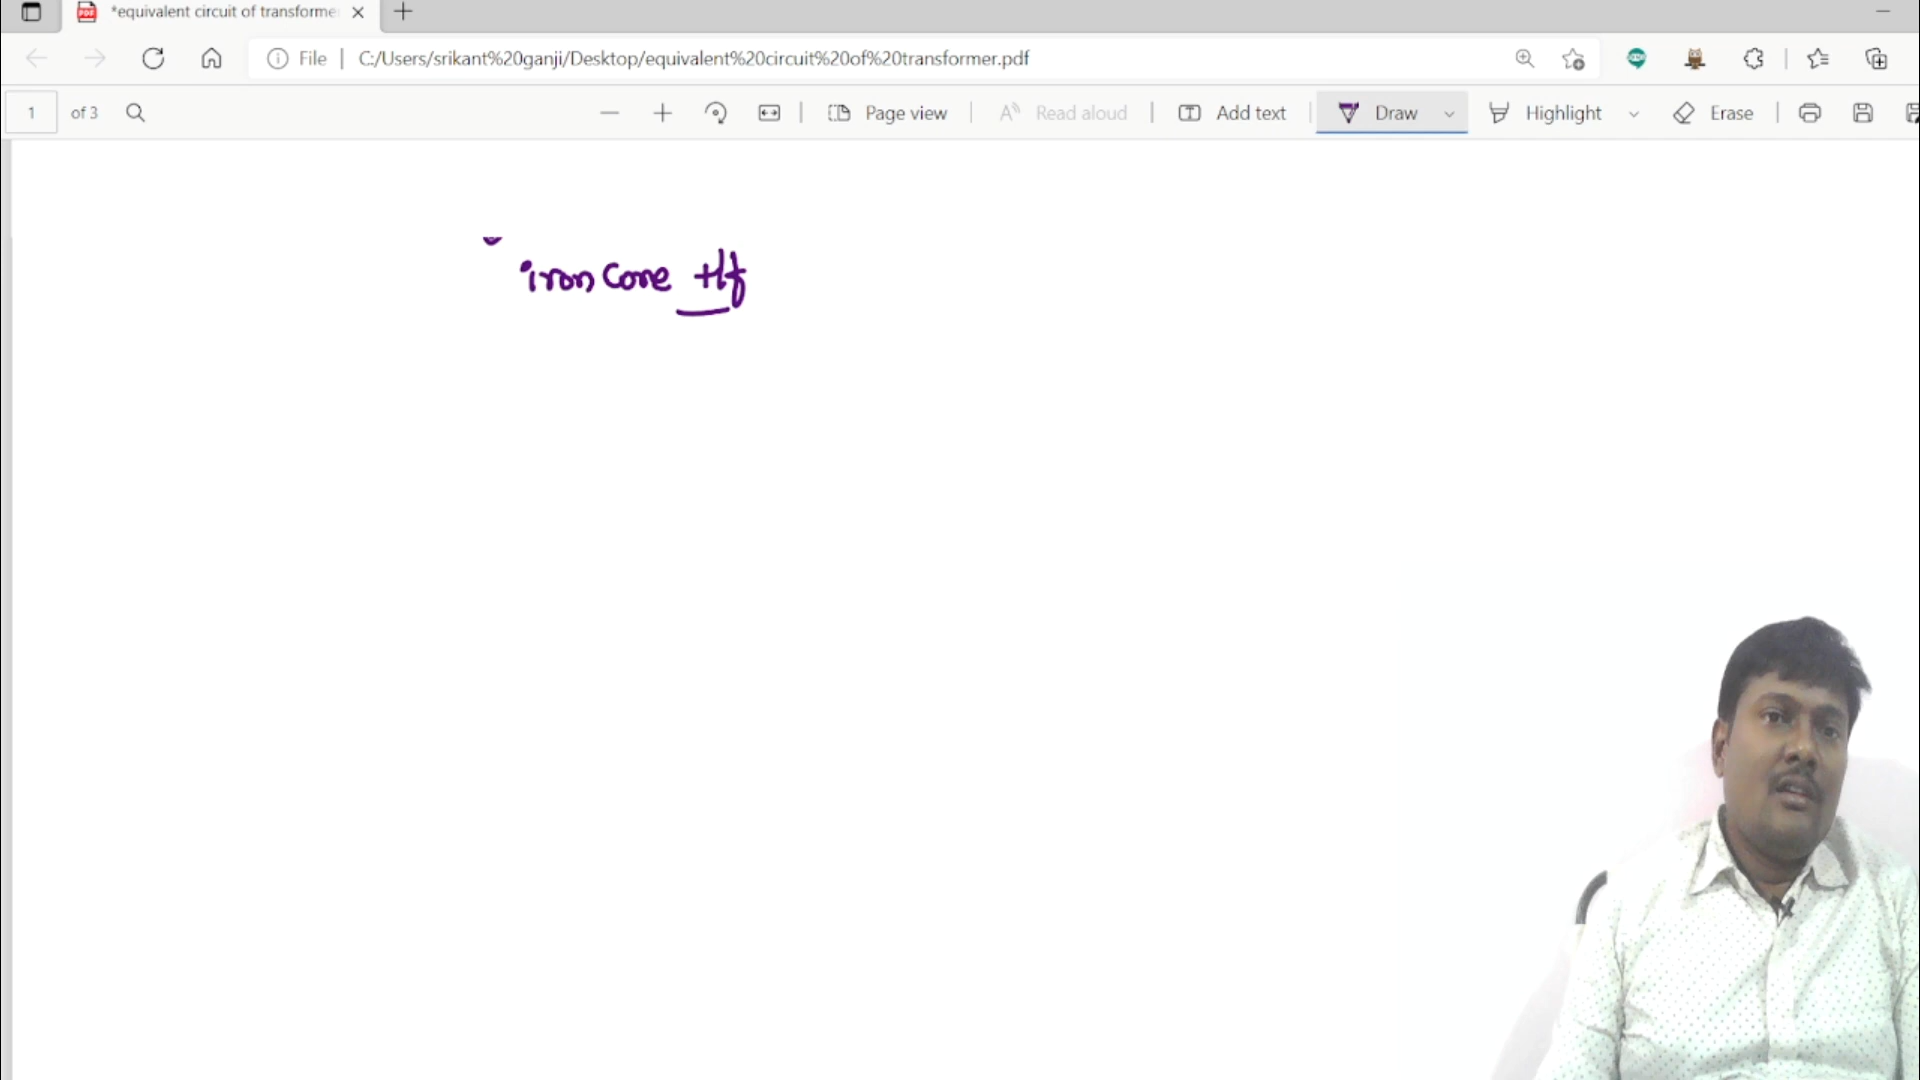 *equivalent circuit of transforme
File | C:/Users/srikant%20ganji/Desktop/equivalent%20circuit%20of%20transformer.pdf
1 of 3 Page view Read aloud Add text Draw Highlight Erase
iron Core t/f